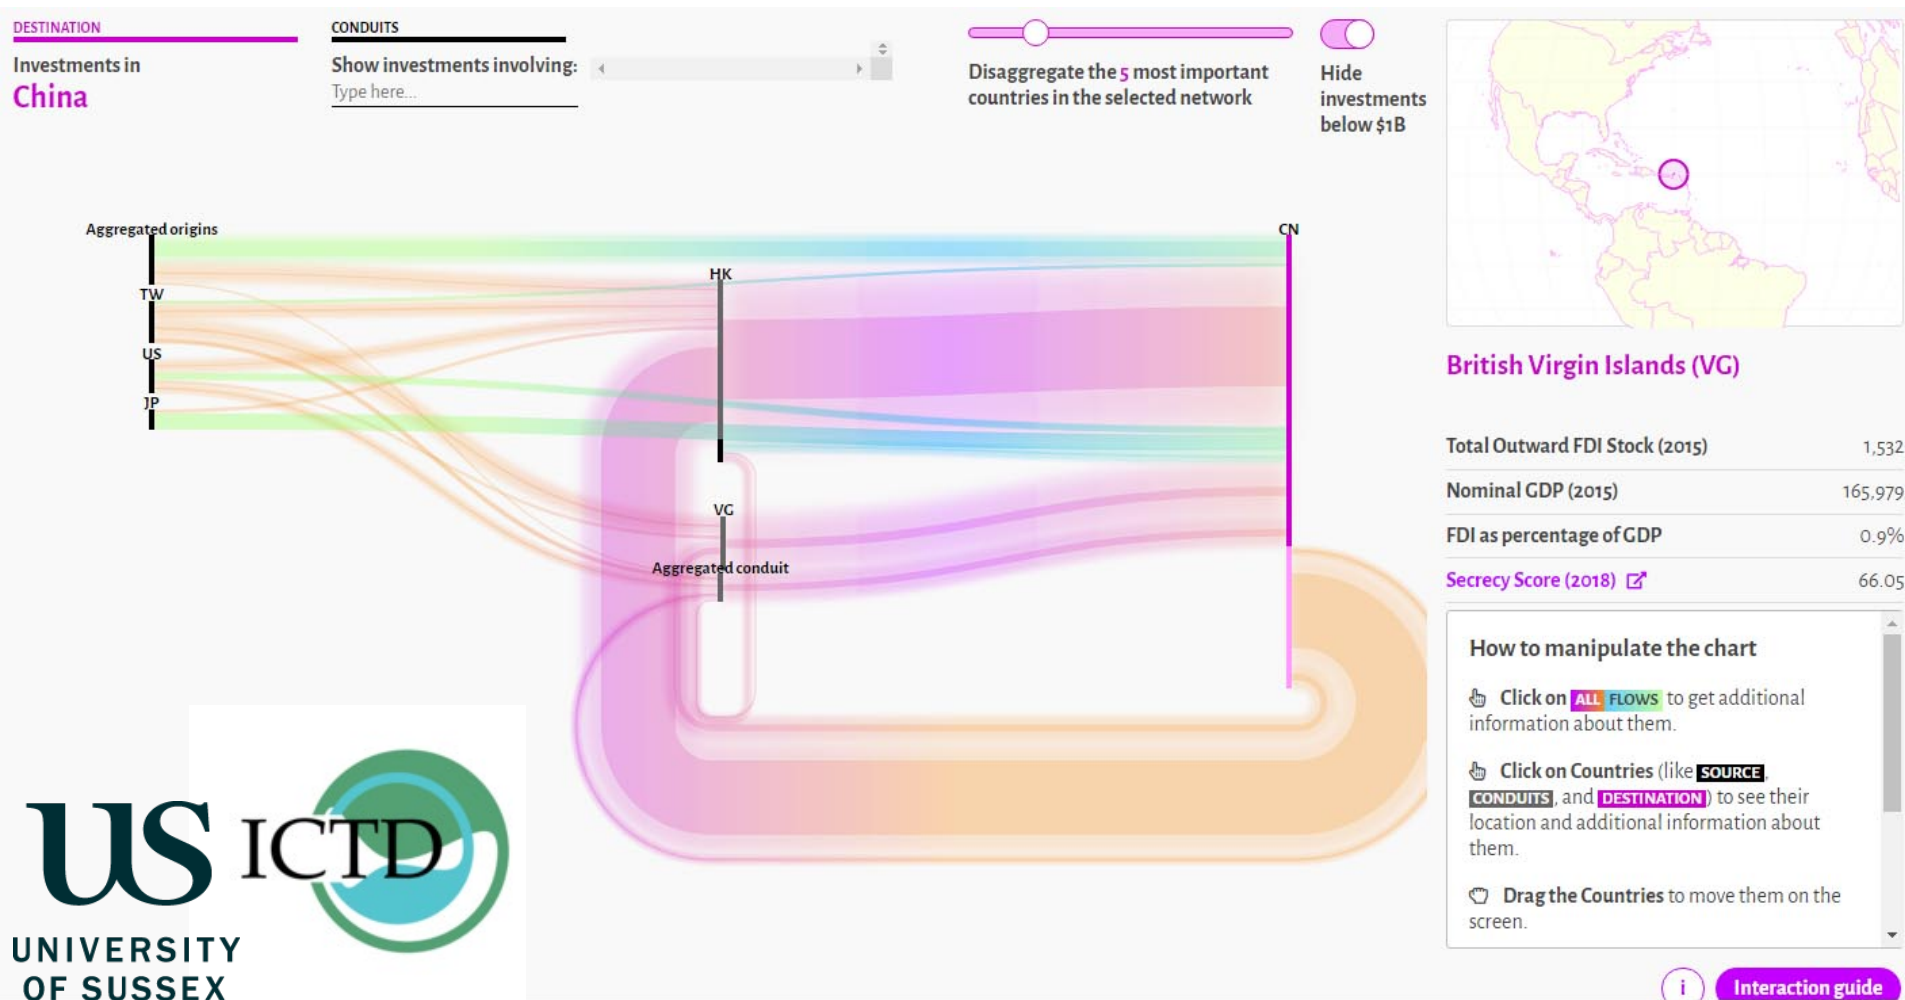 DESTINATION
Investments in
China
CONDUITS
Show investments involving:
Type here...
Disaggregate the 5 most important
countries in the selected network
Hide
investments
below $1B
Aggregated origins
TW
US
JP
HK
VG
Aggregated conduit
CN
British Virgin Islands (VG)
Total Outward FDI Stock (2015) 1,532
Nominal GDP (2015) 165,979
FDI as percentage of GDP 0.9%
Secrecy Score (2018) 66.05
How to manipulate the chart
Click on ALL FLOWS to get additional
information about them.
Click on Countries (like SOURCE,
CONDUITS, and DESTINATION) to see their
location and additional information about
them.
Drag the Countries to move them on the
screen.
i Interaction guide
US
UNIVERSITY
OF SUSSEX
ICTD